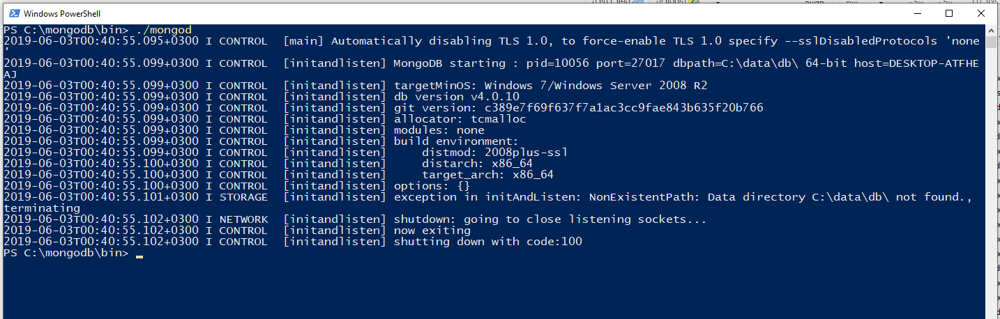 Windows PowerShell
PS C:\mongodb\bin> ./mongod
2019-06-03T00:40:55.095+0300 I CONTROL  [main] Automatically disabling TLS 1.0, to force-enable TLS 1.0 specify --sslDisabledProtocols 'none
'
2019-06-03T00:40:55.099+0300 I CONTROL  [initandlisten] MongoDB starting : pid=10056 port=27017 dbpath=C:\data\db\ 64-bit host=DESKTOP-ATFHE
AJ
2019-06-03T00:40:55.099+0300 I CONTROL  [initandlisten] targetMinOS: Windows 7/Windows Server 2008 R2
2019-06-03T00:40:55.099+0300 I CONTROL  [initandlisten] db version v4.0.10
2019-06-03T00:40:55.099+0300 I CONTROL  [initandlisten] git version: c389e7f69f637f7a1ac3cc9fae843b635f20b766
2019-06-03T00:40:55.099+0300 I CONTROL  [initandlisten] allocator: tcmalloc
2019-06-03T00:40:55.099+0300 I CONTROL  [initandlisten] modules: none
2019-06-03T00:40:55.099+0300 I CONTROL  [initandlisten] build environment:
2019-06-03T00:40:55.099+0300 I CONTROL  [initandlisten]     distmod: 2008plus-ssl
2019-06-03T00:40:55.100+0300 I CONTROL  [initandlisten]     distarch: x86_64
2019-06-03T00:40:55.100+0300 I CONTROL  [initandlisten]     target_arch: x86_64
2019-06-03T00:40:55.100+0300 I CONTROL  [initandlisten] options: {}
2019-06-03T00:40:55.101+0300 I STORAGE  [initandlisten] exception in initAndListen: NonExistentPath: Data directory C:\data\db\ not found.,
terminating
2019-06-03T00:40:55.102+0300 I NETWORK  [initandlisten] shutdown: going to close listening sockets...
2019-06-03T00:40:55.102+0300 I CONTROL  [initandlisten] now exiting
2019-06-03T00:40:55.102+0300 I CONTROL  [initandlisten] shutting down with code:100
PS C:\mongodb\bin>